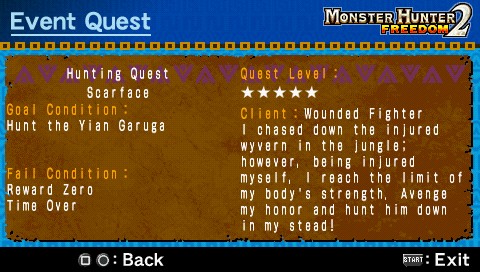 Event Quest
MONSTER HUNTER
FREEDOM 2
Hunting Quest
Scarface
Goal Condition:
Hunt the Yian Garuga
Fail Condition:
Reward Zero
Time Over
Quest Level:
★★★★★
Client: Wounded Fighter
I chased down the injured
wyvern in the jungle;
however, being injured
myself, I reach the limit of
my body's strength, Avenge
my honor and hunt him down
in my stead!
: Back
START: Exit